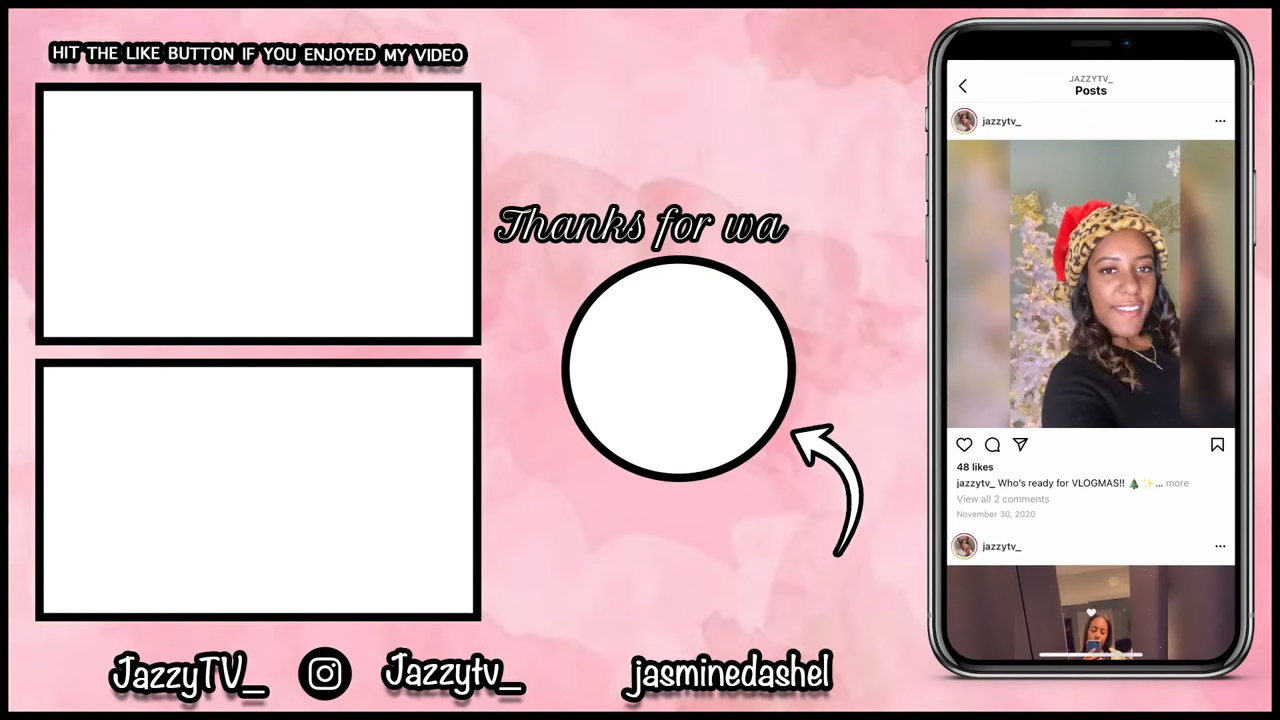 HIT THE LIKE BUTTON IF YOU ENJOYED MY VIDEO
Thanks for wa
JazzyTV_
Jazzytv_
jasminedashel
JAZZYTV_
Posts
jazzytv_
48 likes
jazzytv_ Who's ready for VLOGMAS!! 🎄✨... more
View all 2 comments
November 30, 2020
jazzytv_